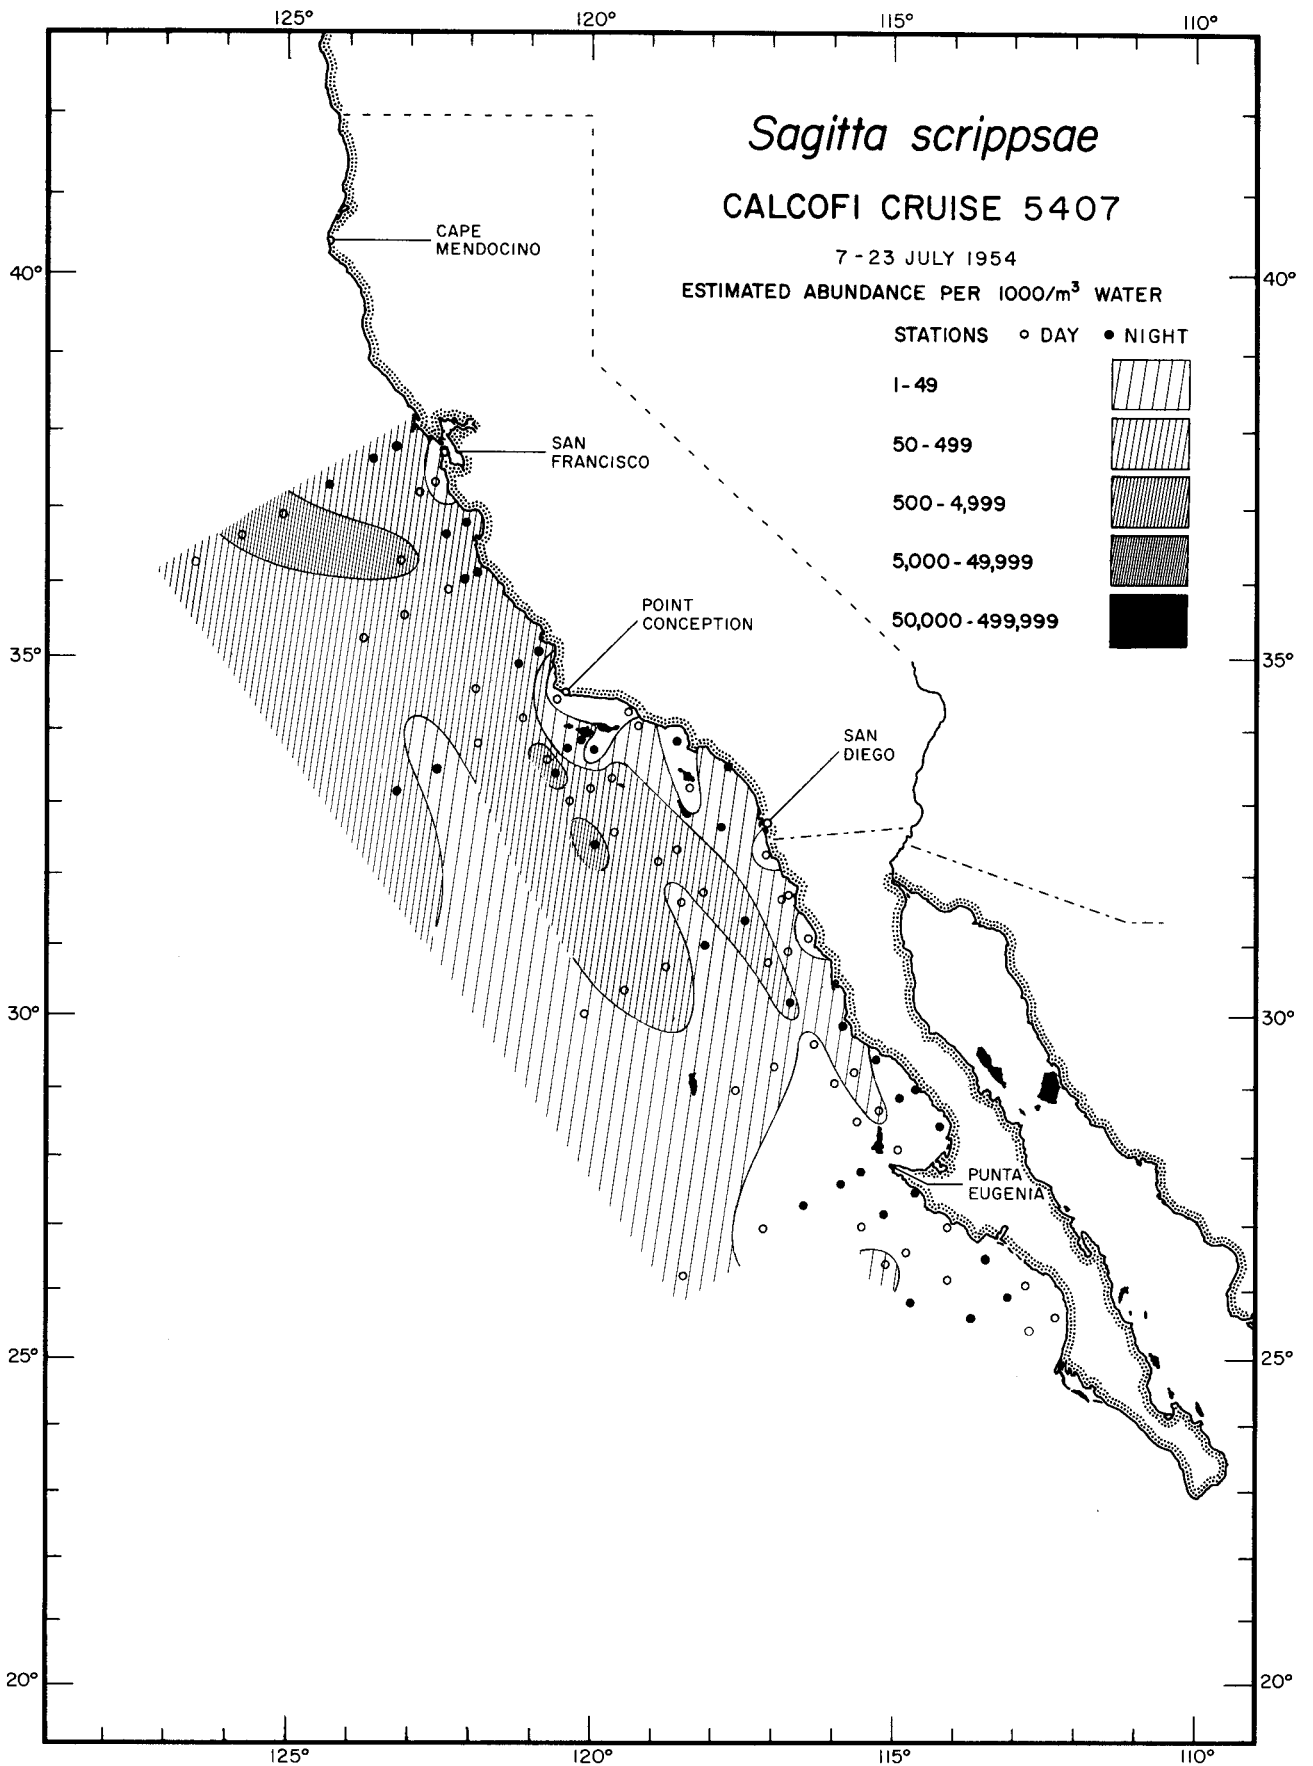 125° 120° 115° 110°
Sagitta scrippsae
CALCOFI CRUISE 5407
7-23 JULY 1954
ESTIMATED ABUNDANCE PER 1000/m³ WATER
STATIONS ○ DAY ● NIGHT
1-49
50-499
500-4,999
5,000-49,999
50,000-499,999
CAPE
MENDOCINO
40° 40°
SAN
FRANCISCO
POINT
CONCEPTION
35° 35°
SAN
DIEGO
30° 30°
PUNTA
EUGENIA
25° 25°
20° 20°
125° 120° 115° 110°